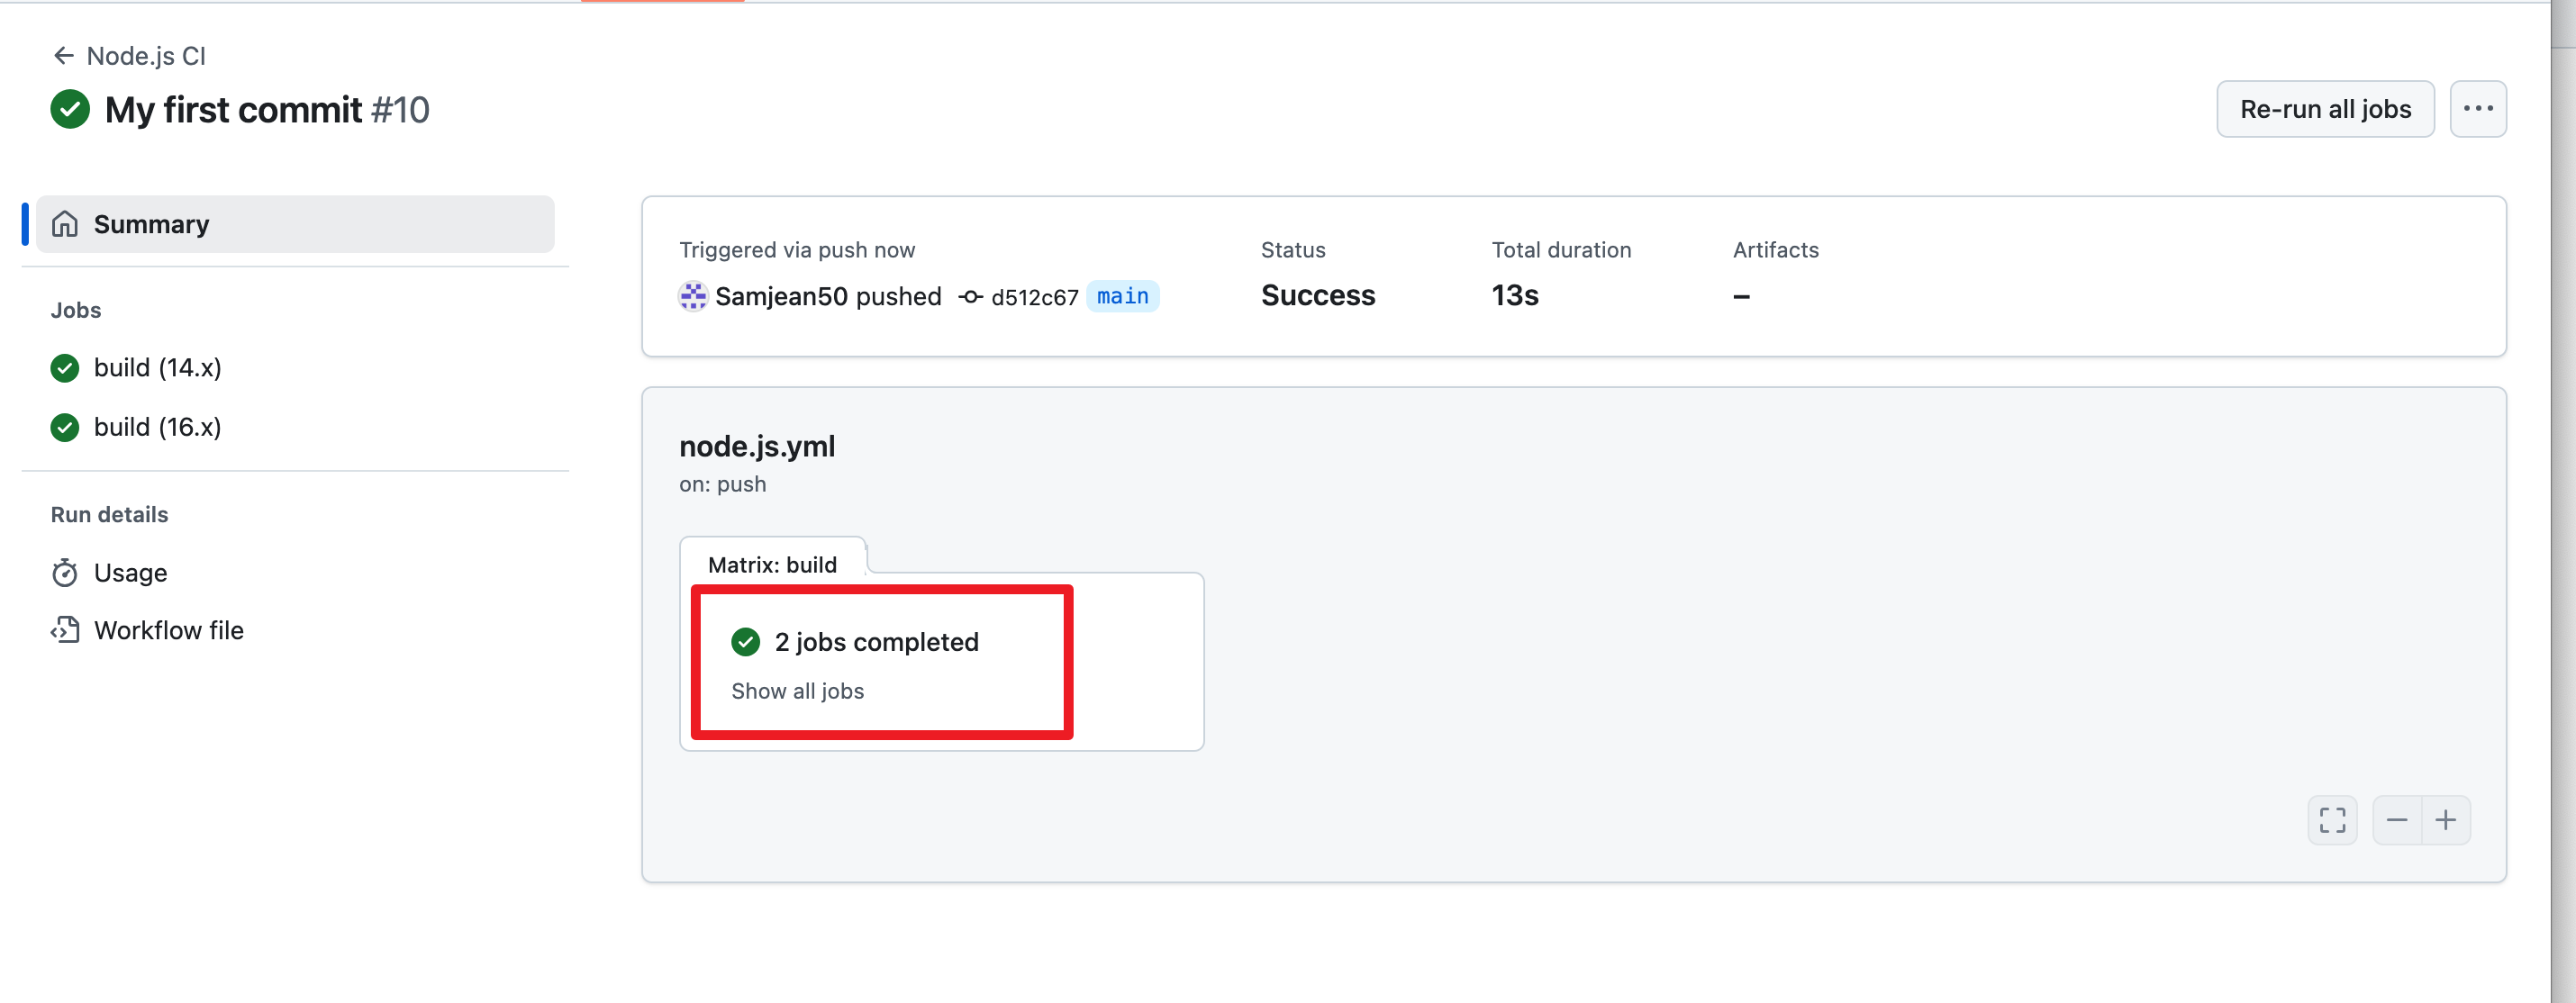 Node.js CI
My first commit #10
Re-run all jobs
Summary
Jobs
build (14.x)
build (16.x)
Run details
Usage
Workflow file
Triggered via push now
Samjean50 pushed d512c67 main
Status
Success
Total duration
13s
Artifacts
–
node.js.yml
on: push
Matrix: build
2 jobs completed
Show all jobs